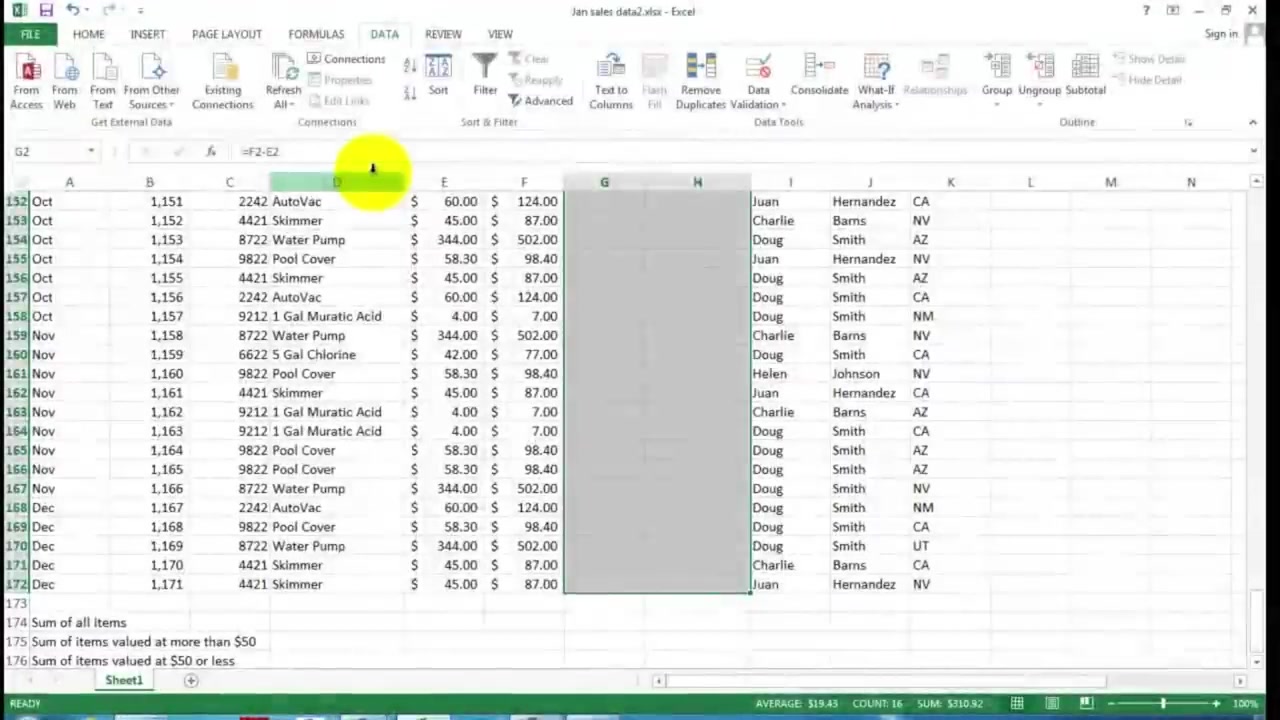 Jan sales data2.xlsx - Excel
?
FILE HOME INSERT PAGE LAYOUT FORMULAS DATA REVIEW VIEW Sign in
From Access
From Web
From Text
From Other Sources
Existing Connections
Refresh All
Connections
Properties
Edit Links
Sort
Filter
Clear
Reapply
Advanced
Text to Columns
Flash Fill
Remove Duplicates
Data Validation
Consolidate
What-If Analysis
Relationships
Group
Ungroup
Subtotal
Show Detail
Hide Detail
Get External Data Connections Sort & Filter Data Tools Outline
G2 fx =F2-E2
A B C D E F G H I J K L M N
152 Oct 1,151 2242 AutoVac $ 60.00 $ 124.00 Juan Hernandez CA
153 Oct 1,152 4421 Skimmer $ 45.00 $ 87.00 Charlie Barns NV
154 Oct 1,153 8722 Water Pump $ 344.00 $ 502.00 Doug Smith AZ
155 Oct 1,154 9822 Pool Cover $ 58.30 $ 98.40 Juan Hernandez NV
156 Oct 1,155 4421 Skimmer $ 45.00 $ 87.00 Doug Smith AZ
157 Oct 1,156 2242 AutoVac $ 60.00 $ 124.00 Doug Smith CA
158 Oct 1,157 9212 1 Gal Muratic Acid $ 4.00 $ 7.00 Doug Smith NM
159 Nov 1,158 8722 Water Pump $ 344.00 $ 502.00 Charlie Barns NV
160 Nov 1,159 6622 5 Gal Chlorine $ 42.00 $ 77.00 Doug Smith CA
161 Nov 1,160 9822 Pool Cover $ 58.30 $ 98.40 Helen Johnson NV
162 Nov 1,161 4421 Skimmer $ 45.00 $ 87.00 Juan Hernandez CA
163 Nov 1,162 9212 1 Gal Muratic Acid $ 4.00 $ 7.00 Charlie Barns AZ
164 Nov 1,163 9212 1 Gal Muratic Acid $ 4.00 $ 7.00 Doug Smith CA
165 Nov 1,164 9822 Pool Cover $ 58.30 $ 98.40 Doug Smith AZ
166 Nov 1,165 9822 Pool Cover $ 58.30 $ 98.40 Doug Smith AZ
167 Nov 1,166 8722 Water Pump $ 344.00 $ 502.00 Doug Smith NV
168 Dec 1,167 2242 AutoVac $ 60.00 $ 124.00 Doug Smith NM
169 Dec 1,168 9822 Pool Cover $ 58.30 $ 98.40 Doug Smith CA
170 Dec 1,169 8722 Water Pump $ 344.00 $ 502.00 Doug Smith UT
171 Dec 1,170 4421 Skimmer $ 45.00 $ 87.00 Charlie Barns CA
172 Dec 1,171 4421 Skimmer $ 45.00 $ 87.00 Juan Hernandez NV
173
174 Sum of all items
175 Sum of items valued at more than $50
176 Sum of items valued at $50 or less
Sheet1
READY AVERAGE: $19.43 COUNT: 16 SUM: $310.92 100%